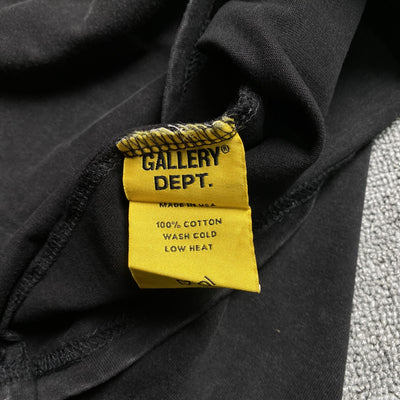 GALLERY®
DEPT.
MADE IN USA
100% COTTON
WASH COLD
LOW HEAT